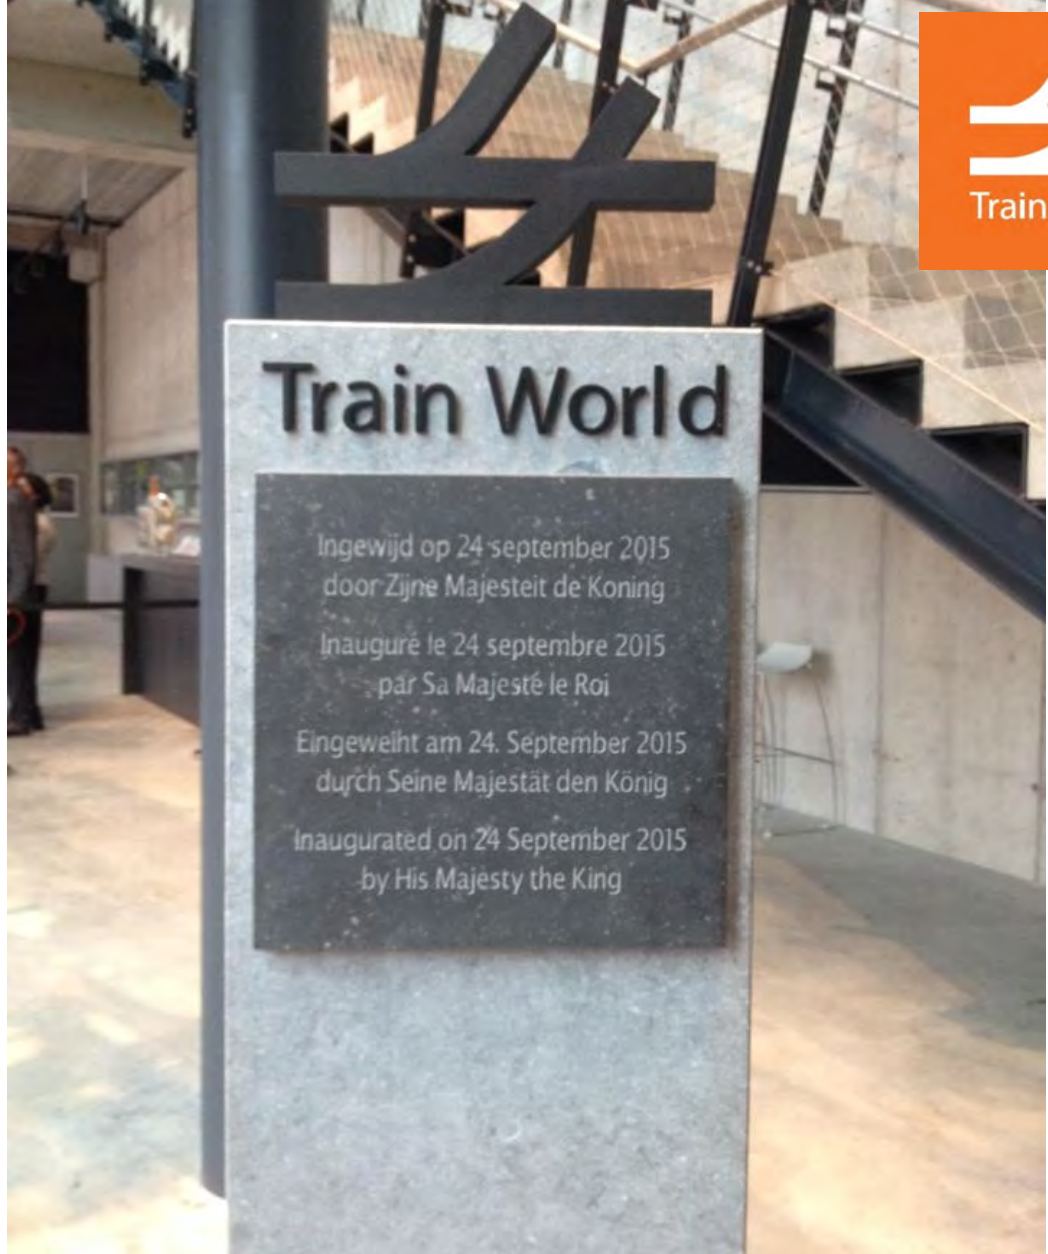 Train
Train World
Ingewijd op 24 september 2015
door Zijne Majesteit de Koning
Inauguré le 24 septembre 2015
par Sa Majesté le Roi
Eingeweiht am 24. September 2015
durch Seine Majestät den König
Inaugurated on 24 September 2015
by His Majesty the King